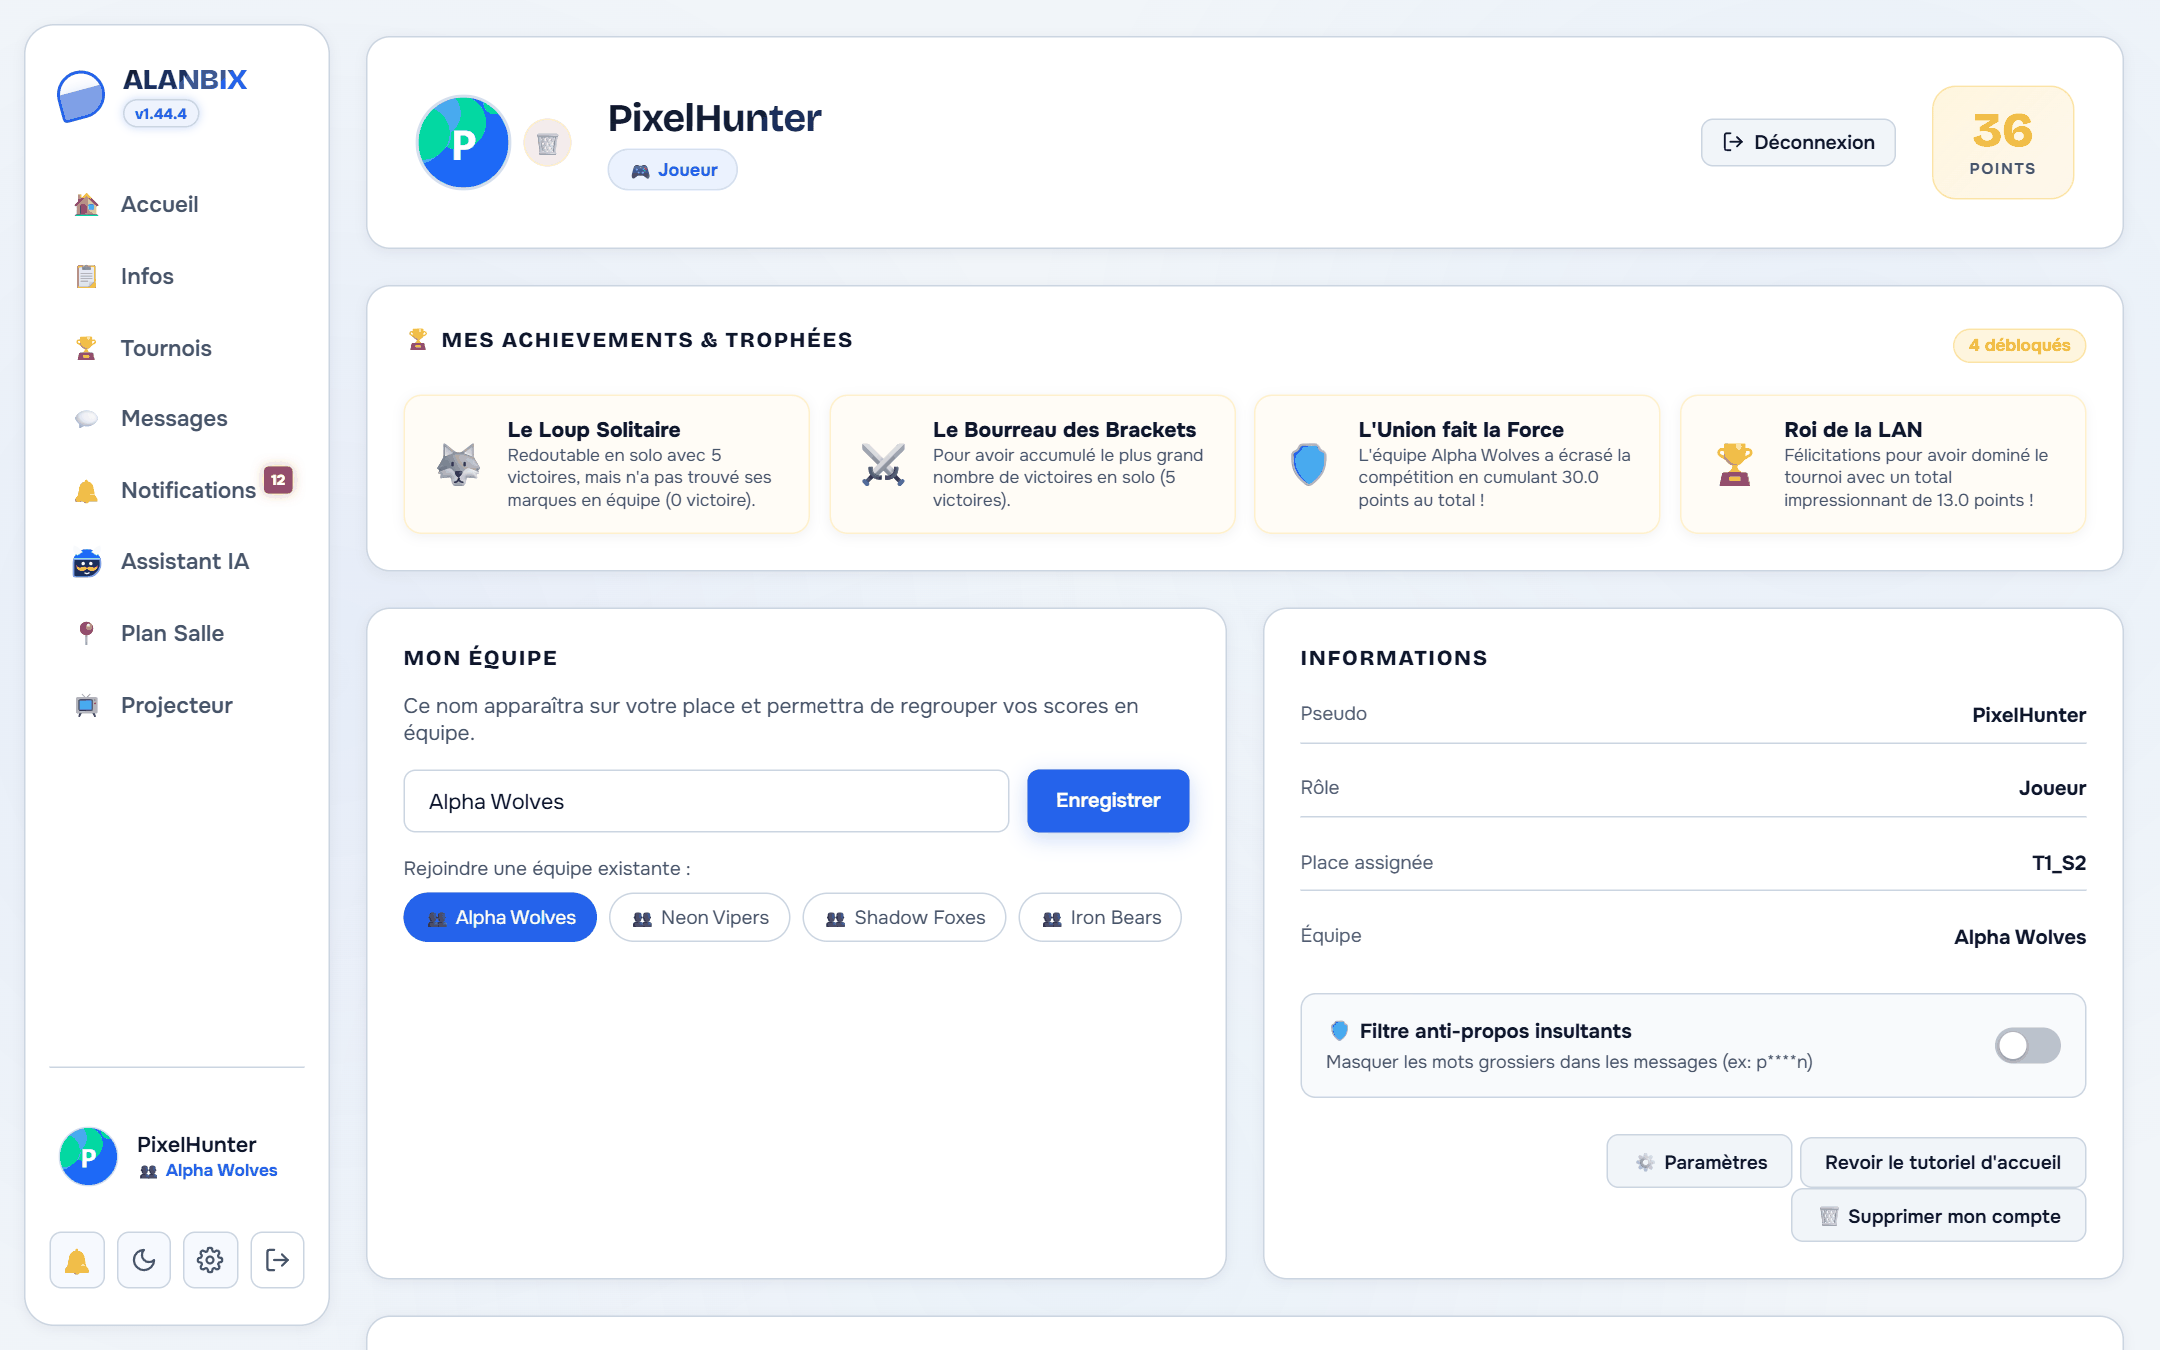 ALANBIX
v1.44.4
Accueil
Infos
Tournois
Messages
Notifications
12
Assistant IA
Plan Salle
Projecteur
P
PixelHunter
Alpha Wolves
P
PixelHunter
Joueur
Déconnexion
36
POINTS
MES ACHIEVEMENTS & TROPHÉES
4 débloqués
Le Loup Solitaire
Redoutable en solo avec 5
victoires, mais n'a pas trouvé ses
marques en équipe (0 victoire).
Le Bourreau des Brackets
Pour avoir accumulé le plus grand
nombre de victoires en solo (5
victoires).
L'Union fait la Force
L'équipe Alpha Wolves a écrasé la
compétition en cumulant 30.0
points au total !
Roi de la LAN
Félicitations pour avoir dominé le
tournoi avec un total
impressionnant de 13.0 points !
MON ÉQUIPE
Ce nom apparaîtra sur votre place et permettra de regrouper vos scores en
équipe.
Alpha Wolves
Enregistrer
Rejoindre une équipe existante :
Alpha Wolves
Neon Vipers
Shadow Foxes
Iron Bears
INFORMATIONS
Pseudo
PixelHunter
Rôle
Joueur
Place assignée
T1_S2
Équipe
Alpha Wolves
Filtre anti-propos insultants
Masquer les mots grossiers dans les messages (ex: p****n)
Paramètres
Revoir le tutoriel d'accueil
Supprimer mon compte